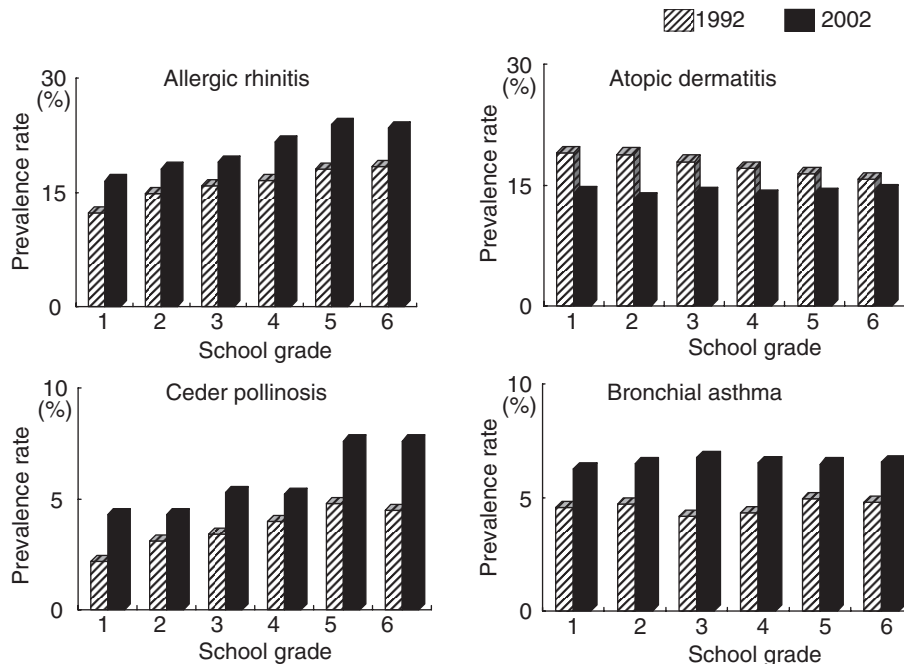 1992 2002
Allergic rhinitis
30
(%)
15
0
Prevalence rate
1 2 3 4 5 6
School grade
Atopic dermatitis
30
(%)
15
0
Prevalence rate
1 2 3 4 5 6
School grade
Ceder pollinosis
10
(%)
5
0
Prevalence rate
1 2 3 4 5 6
School grade
Bronchial asthma
10
(%)
5
0
Prevalence rate
1 2 3 4 5 6
School grade